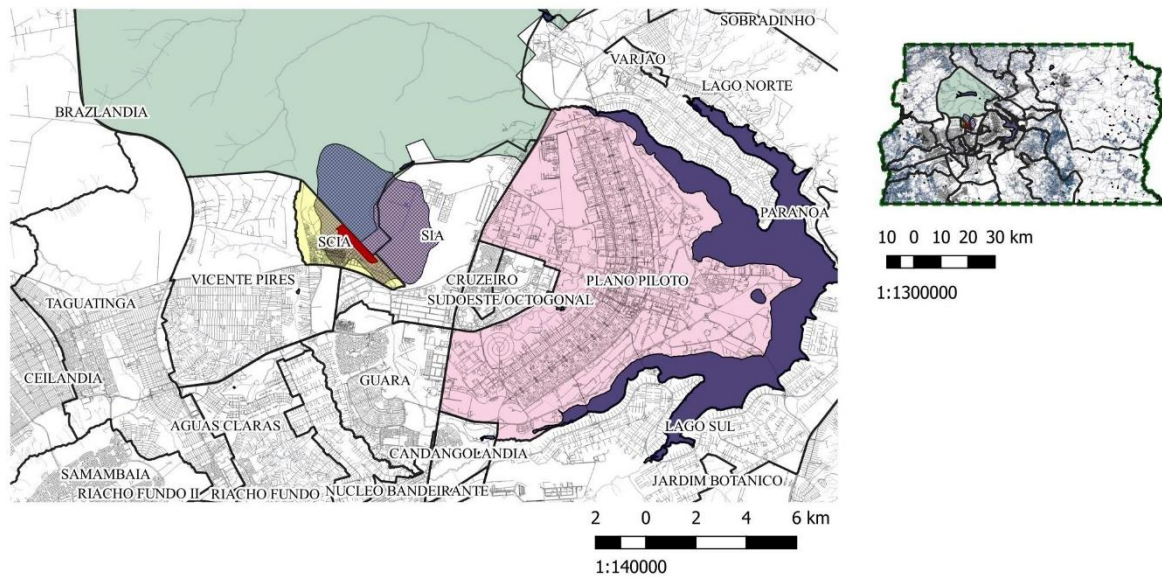 SOBRADINHO
VARJAO
LAGO NORTE
BRAZLANDIA
PARANOA
SCIA
SIA
VICENTE PIRES
CRUZEIRO
PLANO PILOTO
TAGUATINGA
SUDOESTE/OCTOGONAL
CEILANDIA
GUARA
AGUAS CLARAS
LAGO SUL
CANDANGOLANDIA
SAMAMBAIA
JARDIM BOTANICO
RIACHO FUNDO II
RIACHO FUNDO
NUCLEO BANDEIRANTE
2 0 2 4 6 km
1:140000
10 0 10 20 30 km
1:1300000